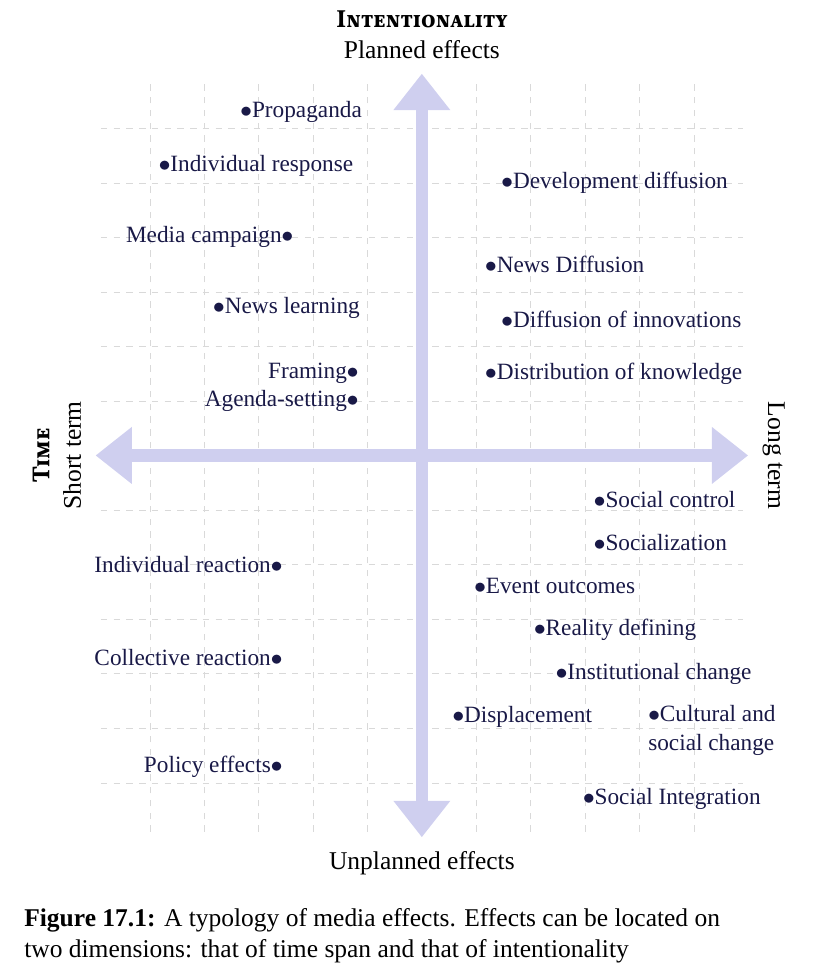 INTENTIONALITY
Planned effects
Propaganda
Individual response
Development diffusion
Media campaign
News Diffusion
News learning
Diffusion of innovations
Framing
Distribution of knowledge
Agenda-setting
TIME
Short term
Long term
Social control
Socialization
Individual reaction
Event outcomes
Reality defining
Collective reaction
Institutional change
Displacement
Cultural and
social change
Policy effects
Social Integration
Unplanned effects
Figure 17.1: A typology of media effects. Effects can be located on
two dimensions: that of time span and that of intentionality